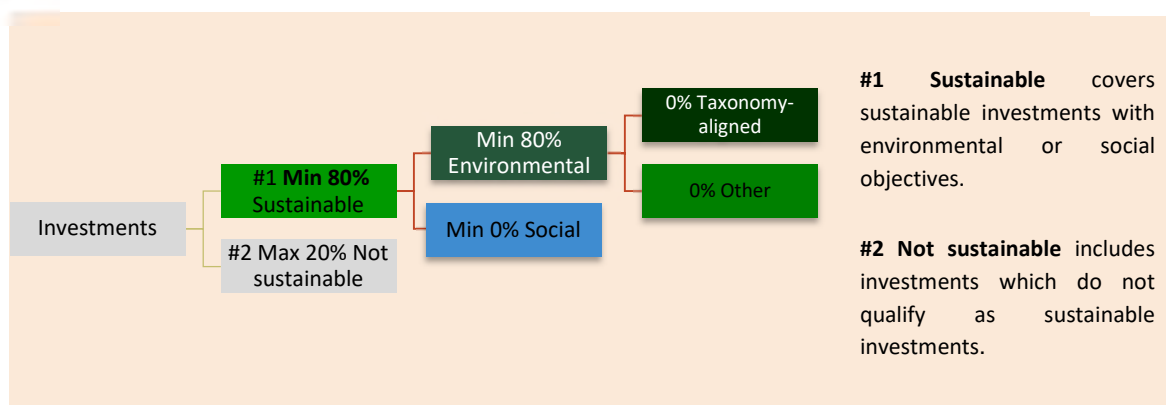 Investments
#1 Min 80%
Sustainable
#2 Max 20% Not
sustainable
Min 80%
Environmental
Min 0% Social
0% Taxonomy-
aligned
0% Other
#1 Sustainable covers
sustainable investments with
environmental or social
objectives.
#2 Not sustainable includes
investments which do not
qualify as sustainable
investments.